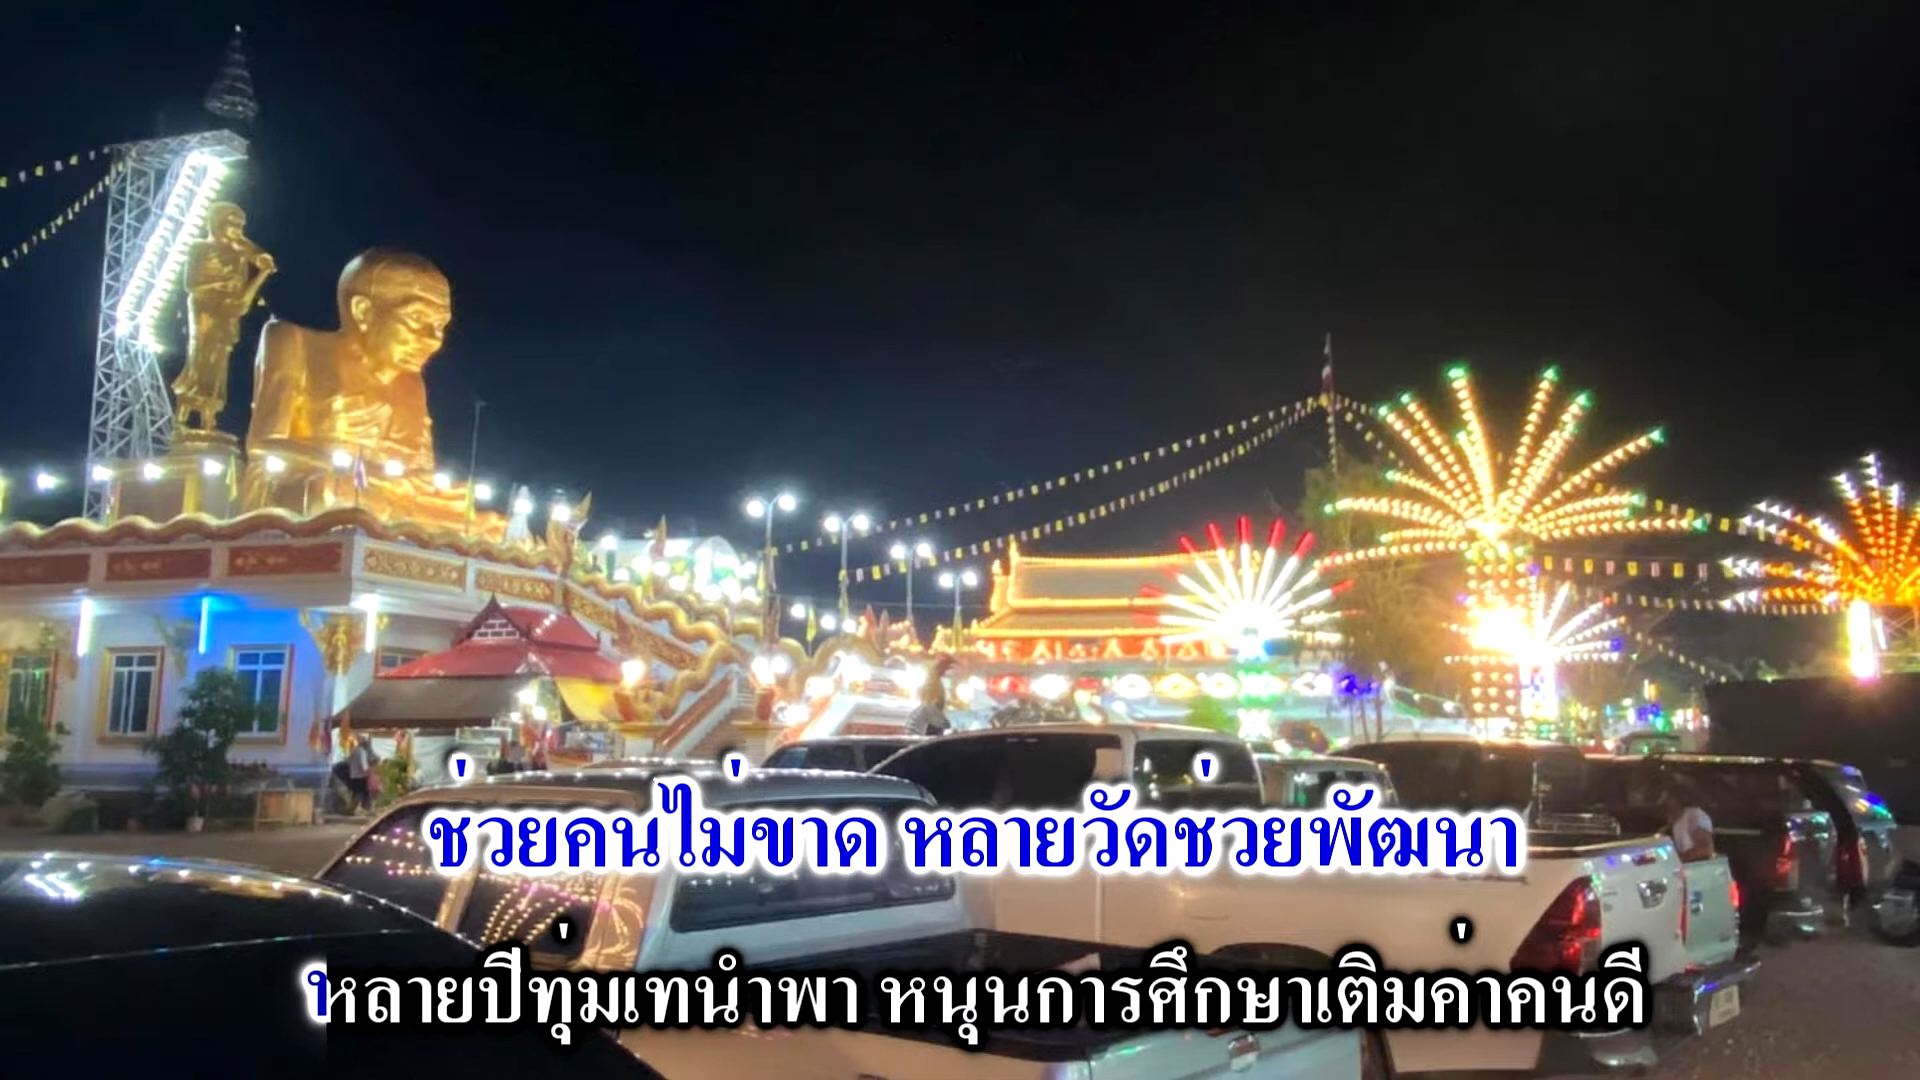 ช่วยคนไม่ขาด หลายวัดช่วยพัฒนา
หลายปีทุ่มเทนำพา หนุนการศึกษาเติมค่าคนดี